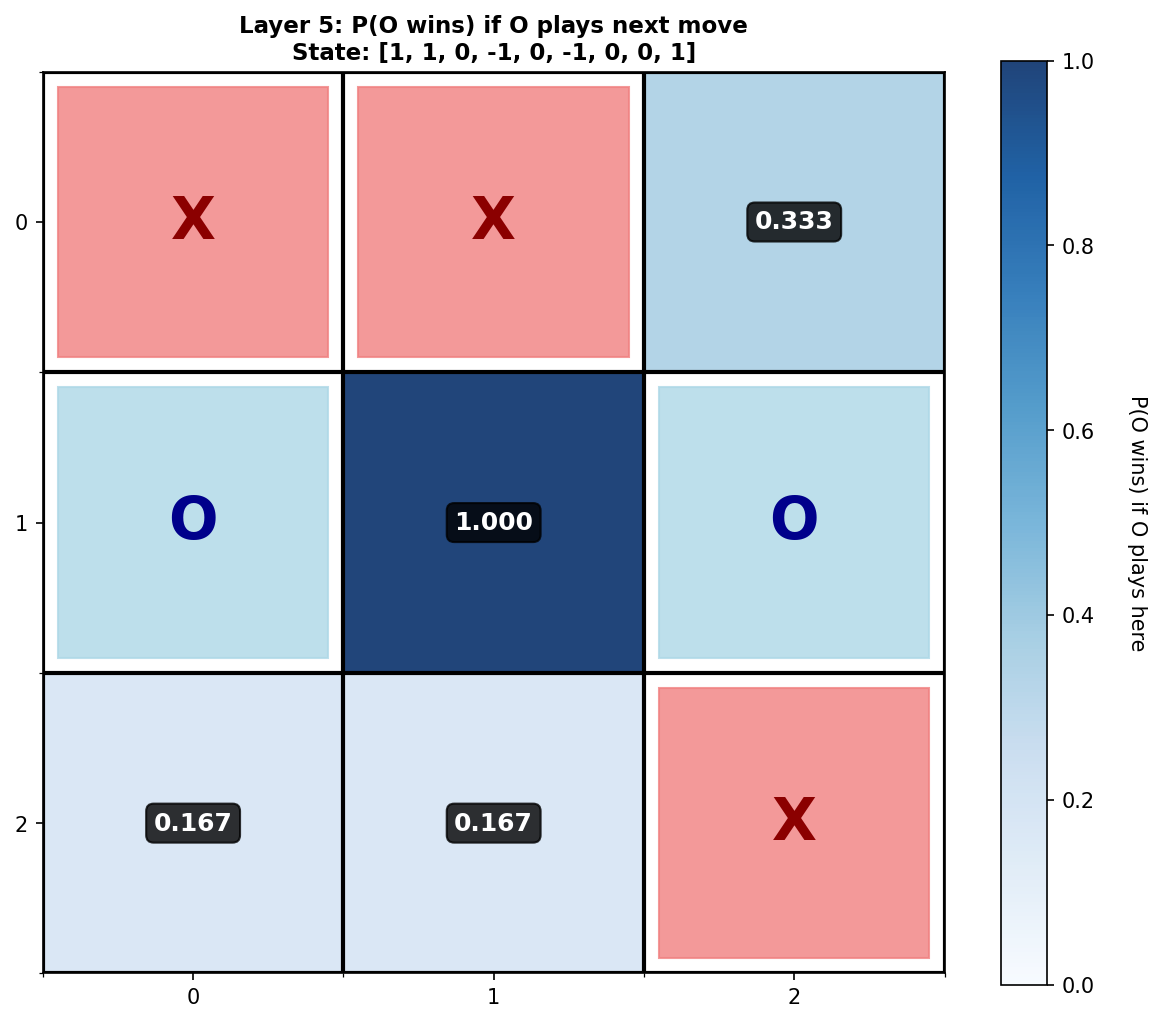 Layer 5: P(O wins) if O plays next move
State: [1, 1, 0, -1, 0, -1, 0, 0, 1]
0
X
X
0.333
1
O
1.000
O
2
0.167
0.167
X
0
1
2
1.0
0.8
0.6
0.4
0.2
0.0
P(O wins) if O plays here